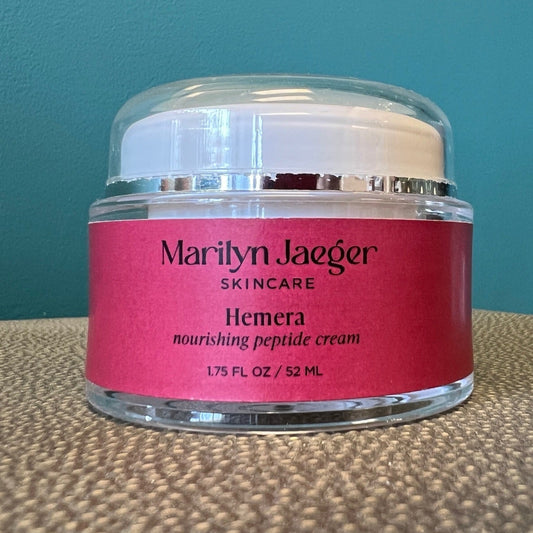 Marilyn Jaeger
SKINCARE
Hemera
nourishing peptide cream
1.75 FL OZ / 52 ML